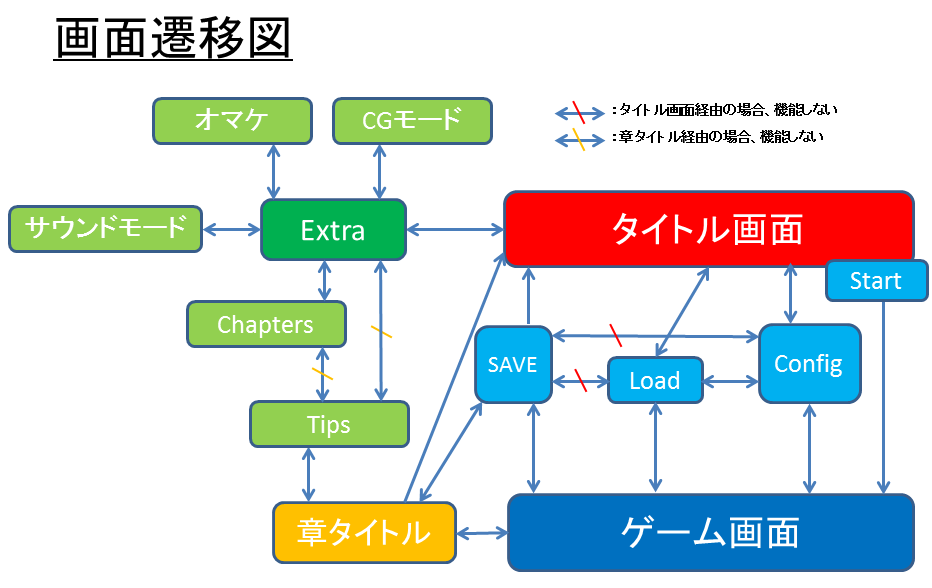 画面遷移図
オマケ
CGモード
:タイトル画面経由の場合、機能しない
:章タイトル経由の場合、機能しない
サウンドモード
Extra
タイトル画面
Start
Chapters
SAVE
Load
Config
Tips
章タイトル
ゲーム画面